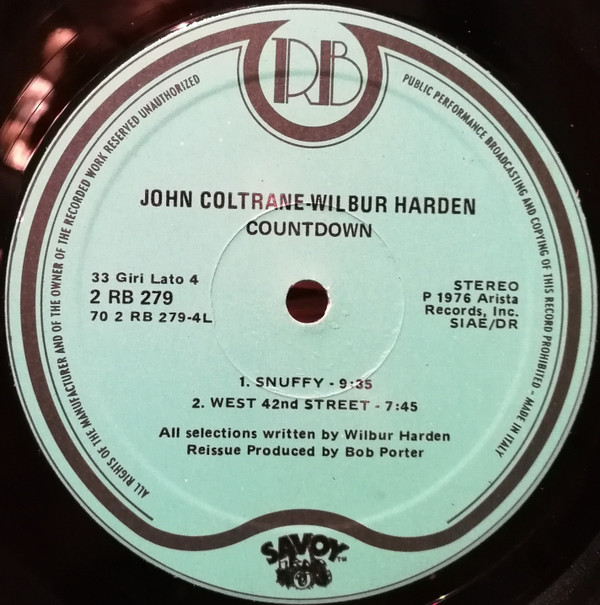 RB
ALL RIGHTS OF THE MANUFACTURER AND OF THE OWNER OF THE RECORDED WORK RESERVED UNAUTHORIZED
PUBLIC PERFORMANCE BROADCASTING AND COPYING OF THIS RECORD PROHIBITED - MADE IN ITALY
JOHN COLTRANE-WILBUR HARDEN
COUNTDOWN
33 Giri Lato 4
2 RB 279
70 2 RB 279-4L
STEREO
P 1976 Arista
Records, Inc.
SIAE/DR
1. SNUFFY - 9:35
2. WEST 42nd STREET - 7:45
All selections written by Wilbur Harden
Reissue Produced by Bob Porter
SAVOY™